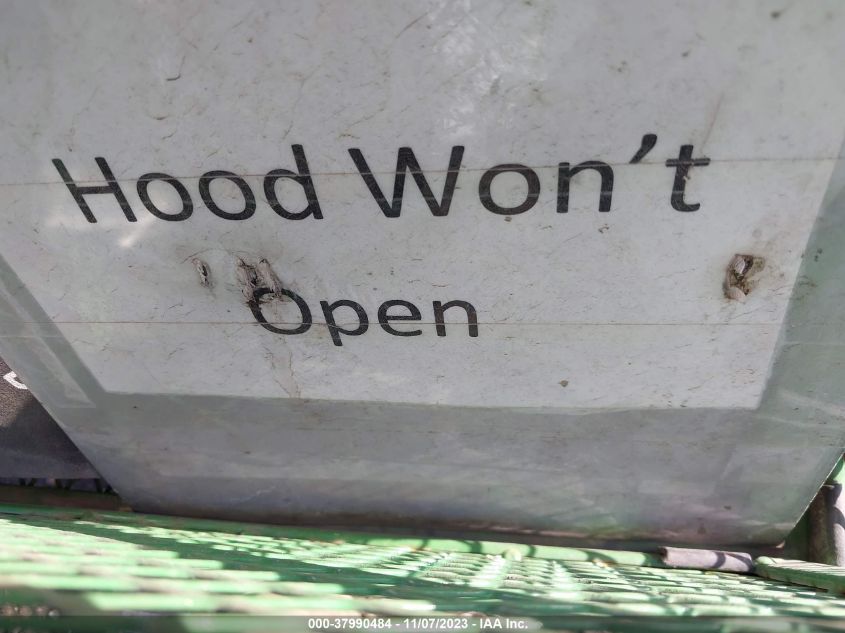 Hood Won't
Open
000-37990484 - 11/07/2023 - IAA Inc.